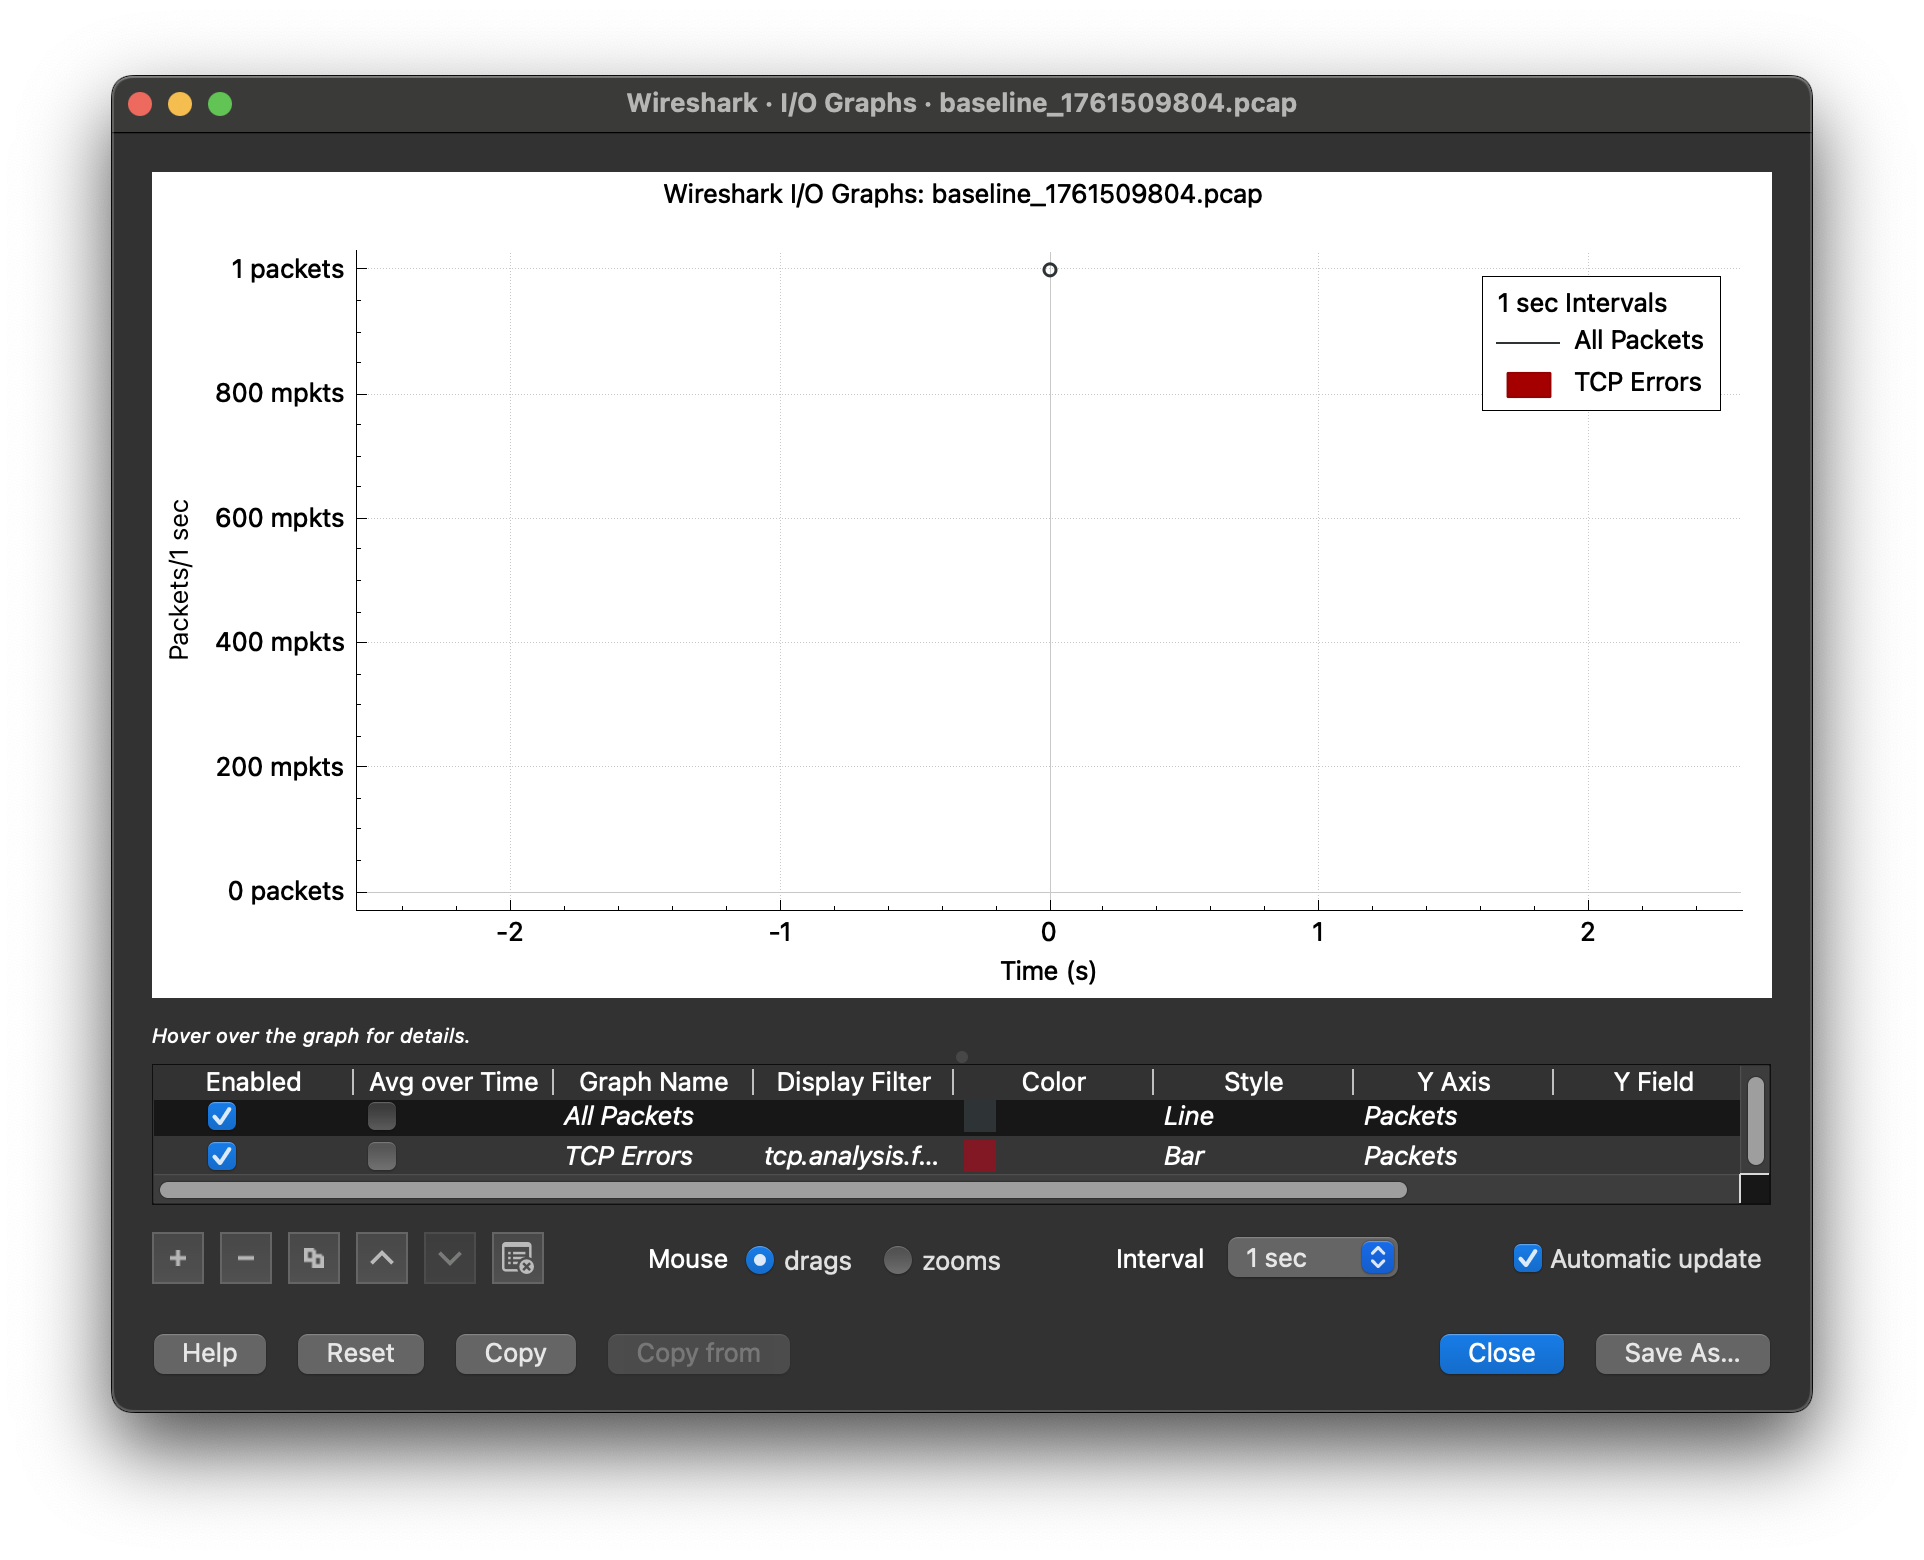 Wireshark · I/O Graphs · baseline_1761509804.pcap
Wireshark I/O Graphs: baseline_1761509804.pcap
1 packets
800 mpkts
600 mpkts
400 mpkts
200 mpkts
0 packets
Packets/1 sec
1 sec Intervals
All Packets
TCP Errors
-2 -1 0 1 2
Time (s)
Hover over the graph for details.
Enabled Avg over Time Graph Name Display Filter Color Style Y Axis Y Field
All Packets Line Packets
TCP Errors tcp.analysis.f... Bar Packets
Mouse drags zooms Interval 1 sec Automatic update
Help Reset Copy Copy from Close Save As...